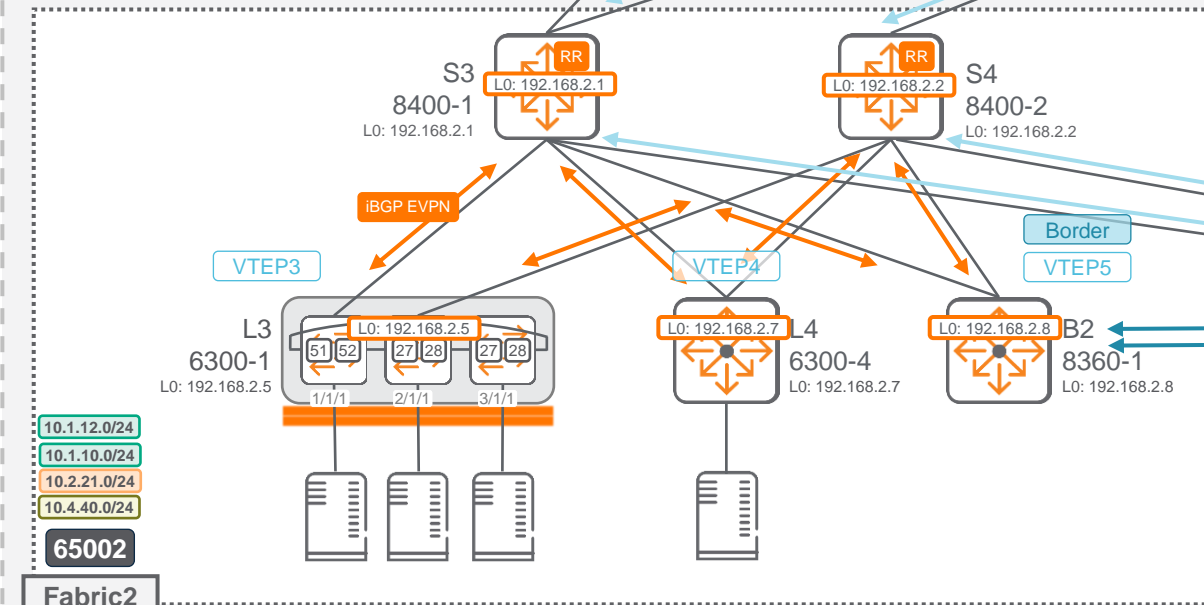 RR
L0: 192.168.2.1
S3
8400-1
L0: 192.168.2.1
RR
L0: 192.168.2.2
S4
8400-2
L0: 192.168.2.2
iBGP EVPN
Border
VTEP3
VTEP4
VTEP5
L3
6300-1
L0: 192.168.2.5
L0: 192.168.2.5
51 52
27 28
27 28
1/1/1
2/1/1
3/1/1
L0: 192.168.2.7
L4
6300-4
L0: 192.168.2.7
L0: 192.168.2.8
B2
8360-1
L0: 192.168.2.8
10.1.12.0/24
10.1.10.0/24
10.2.21.0/24
10.4.40.0/24
65002
Fabric2